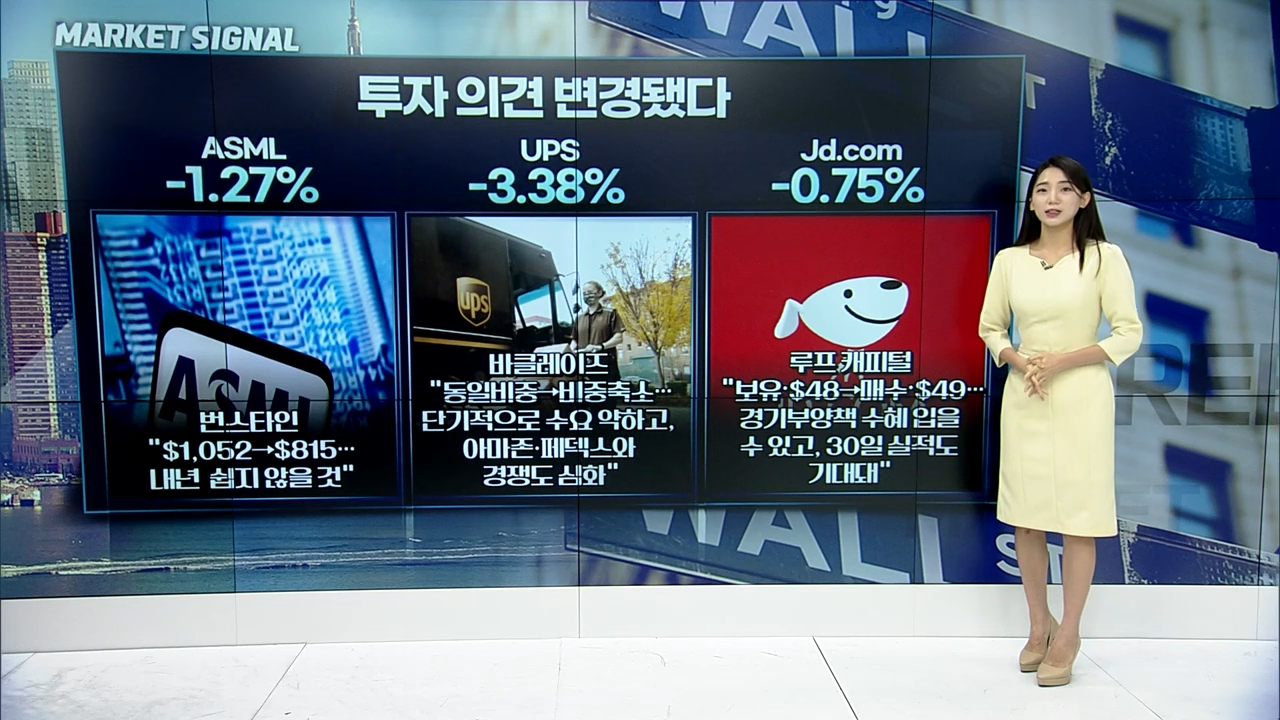 MARKET SIGNAL
투자 의견 변경됐다
ASML
-1.27%
UPS
-3.38%
Jd.com
-0.75%
ASML
번스타인
"$1,052→$815…
내년 쉽지 않을 것"
ups
바클레이즈
"동일비중→비중축소…
단기적으로 수요 약하고,
아마존·페덱스와
경쟁도 심화"
루프캐피털
"보유·$48→매수·$49…
경기부양책 수혜 입을
수 있고, 30일 실적도
기대돼"
WALL
ST
WALL
ST